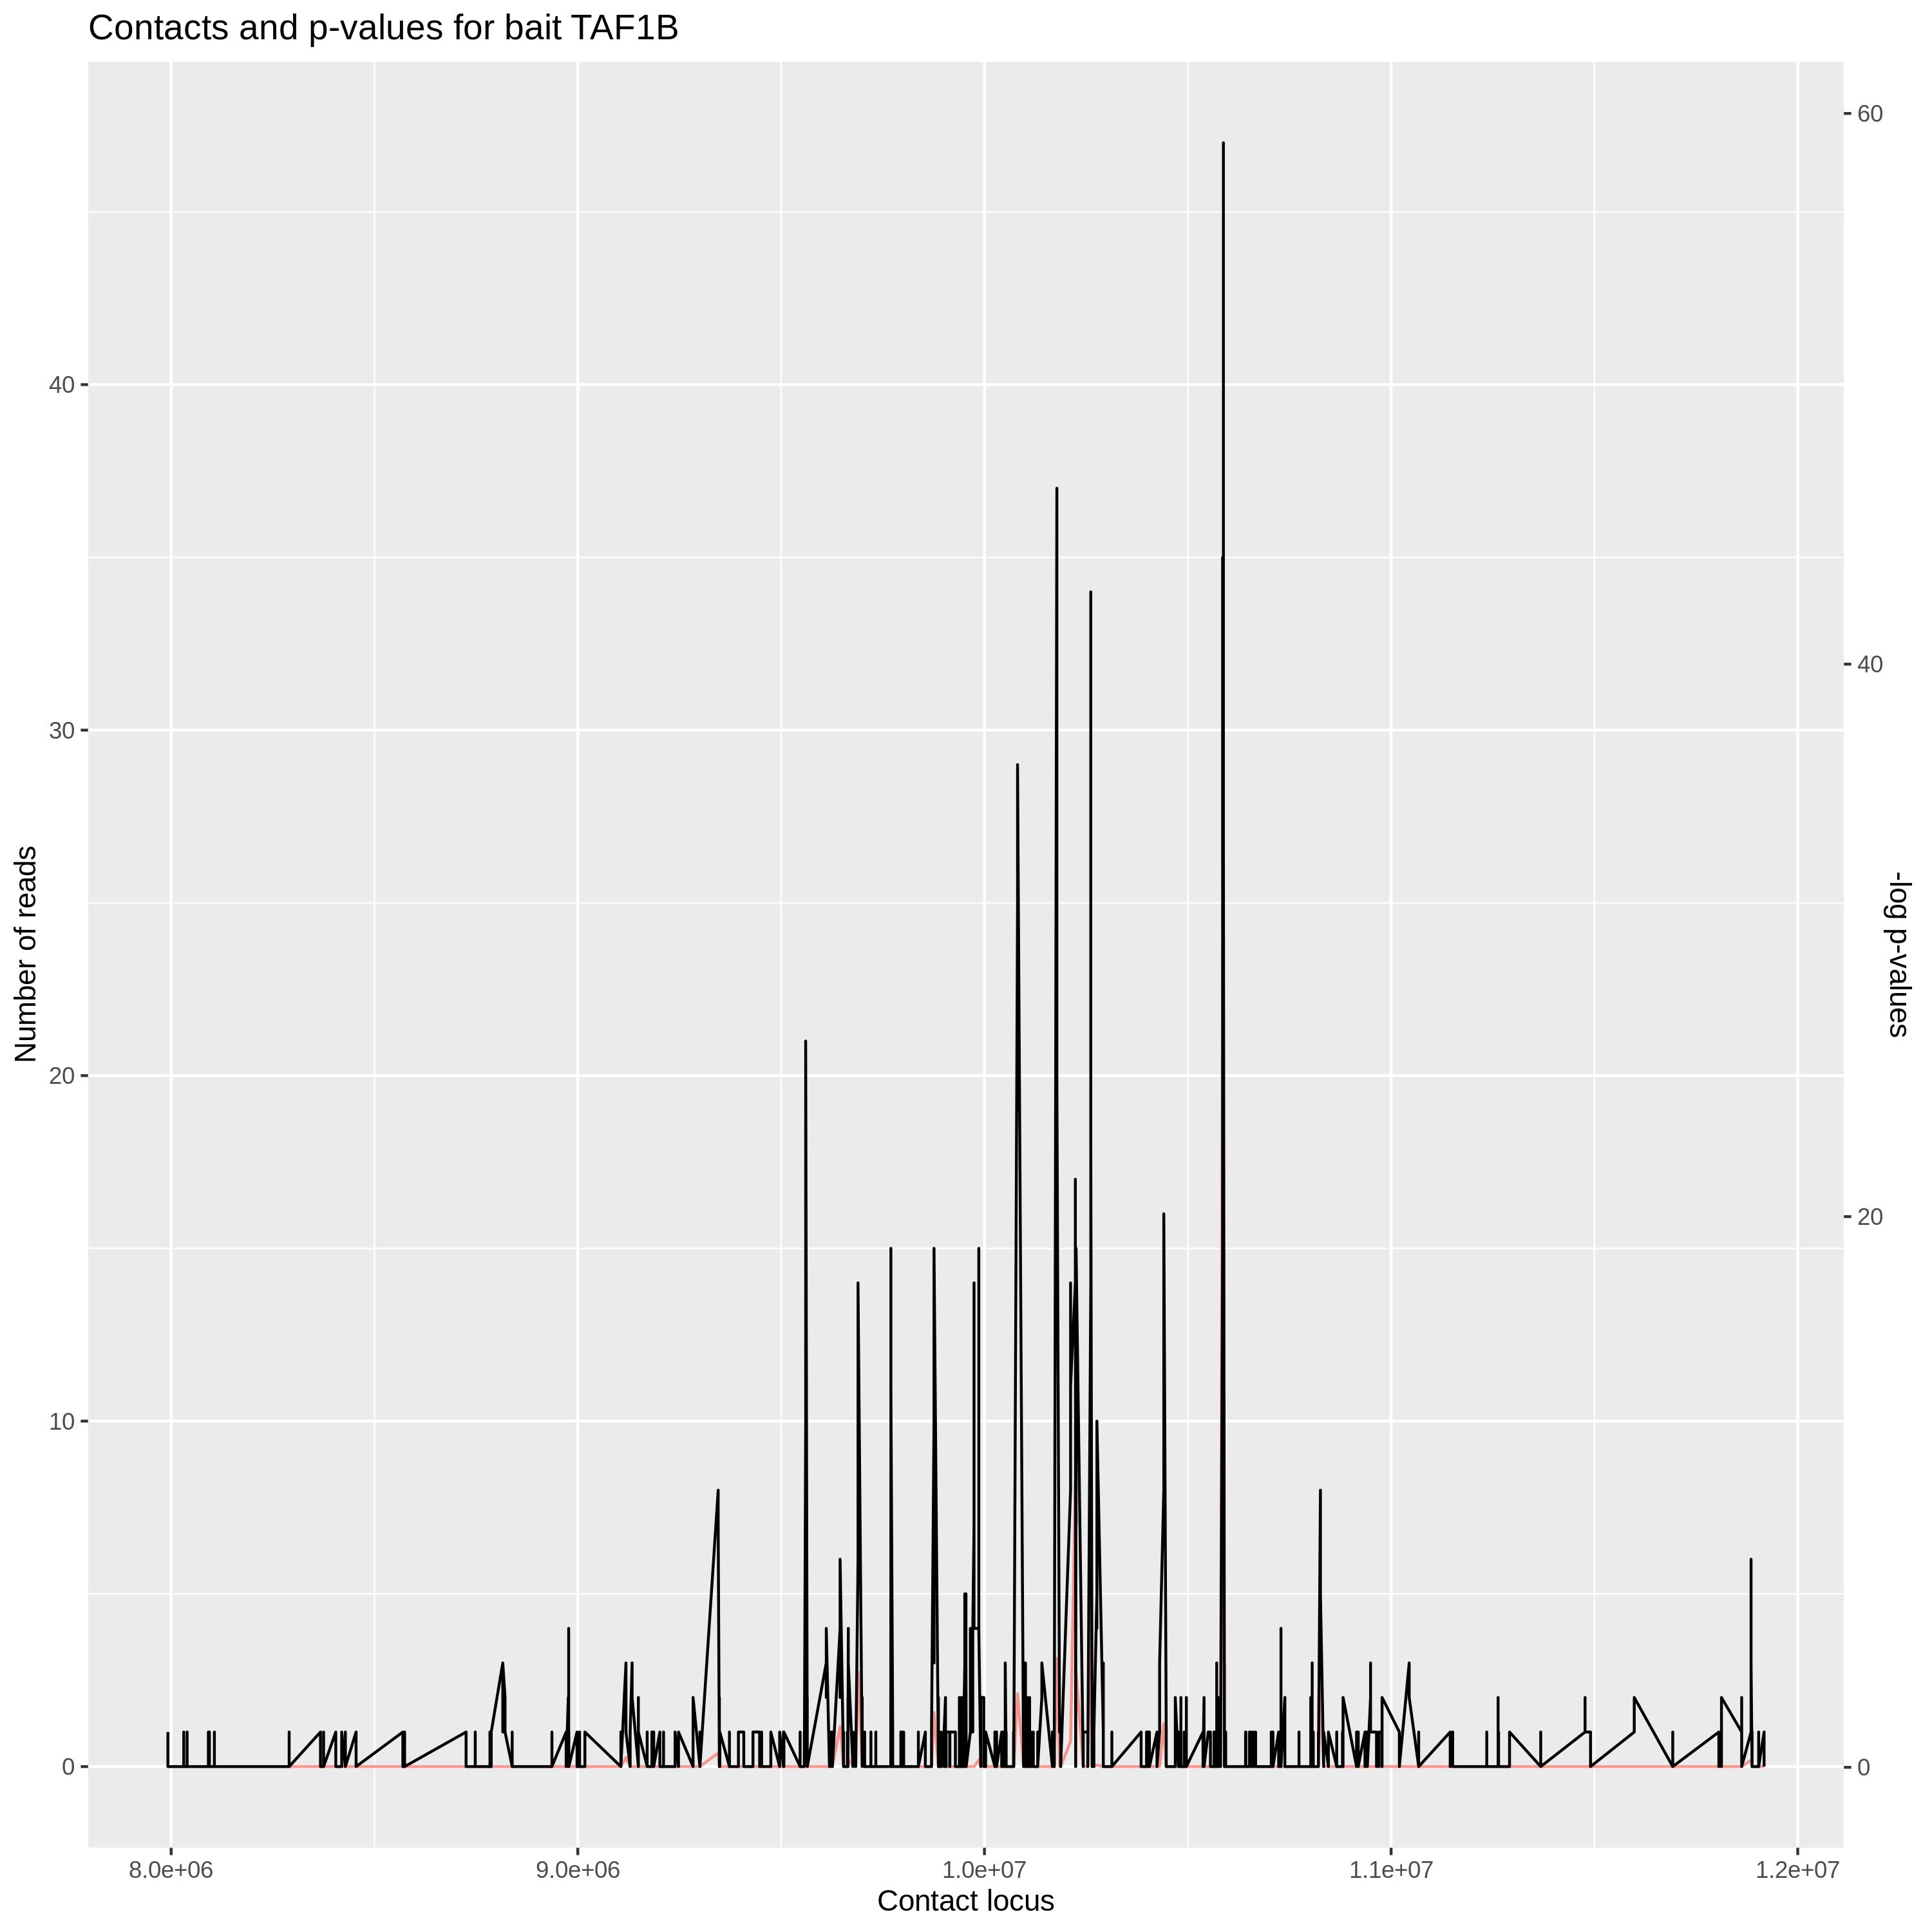 Contacts and p-values for bait TAF1B
60
40
40
30
Number of reads
-log p-values
20
20
10
0
0
8.0e+06
9.0e+06
1.0e+07
1.1e+07
1.2e+07
Contact locus